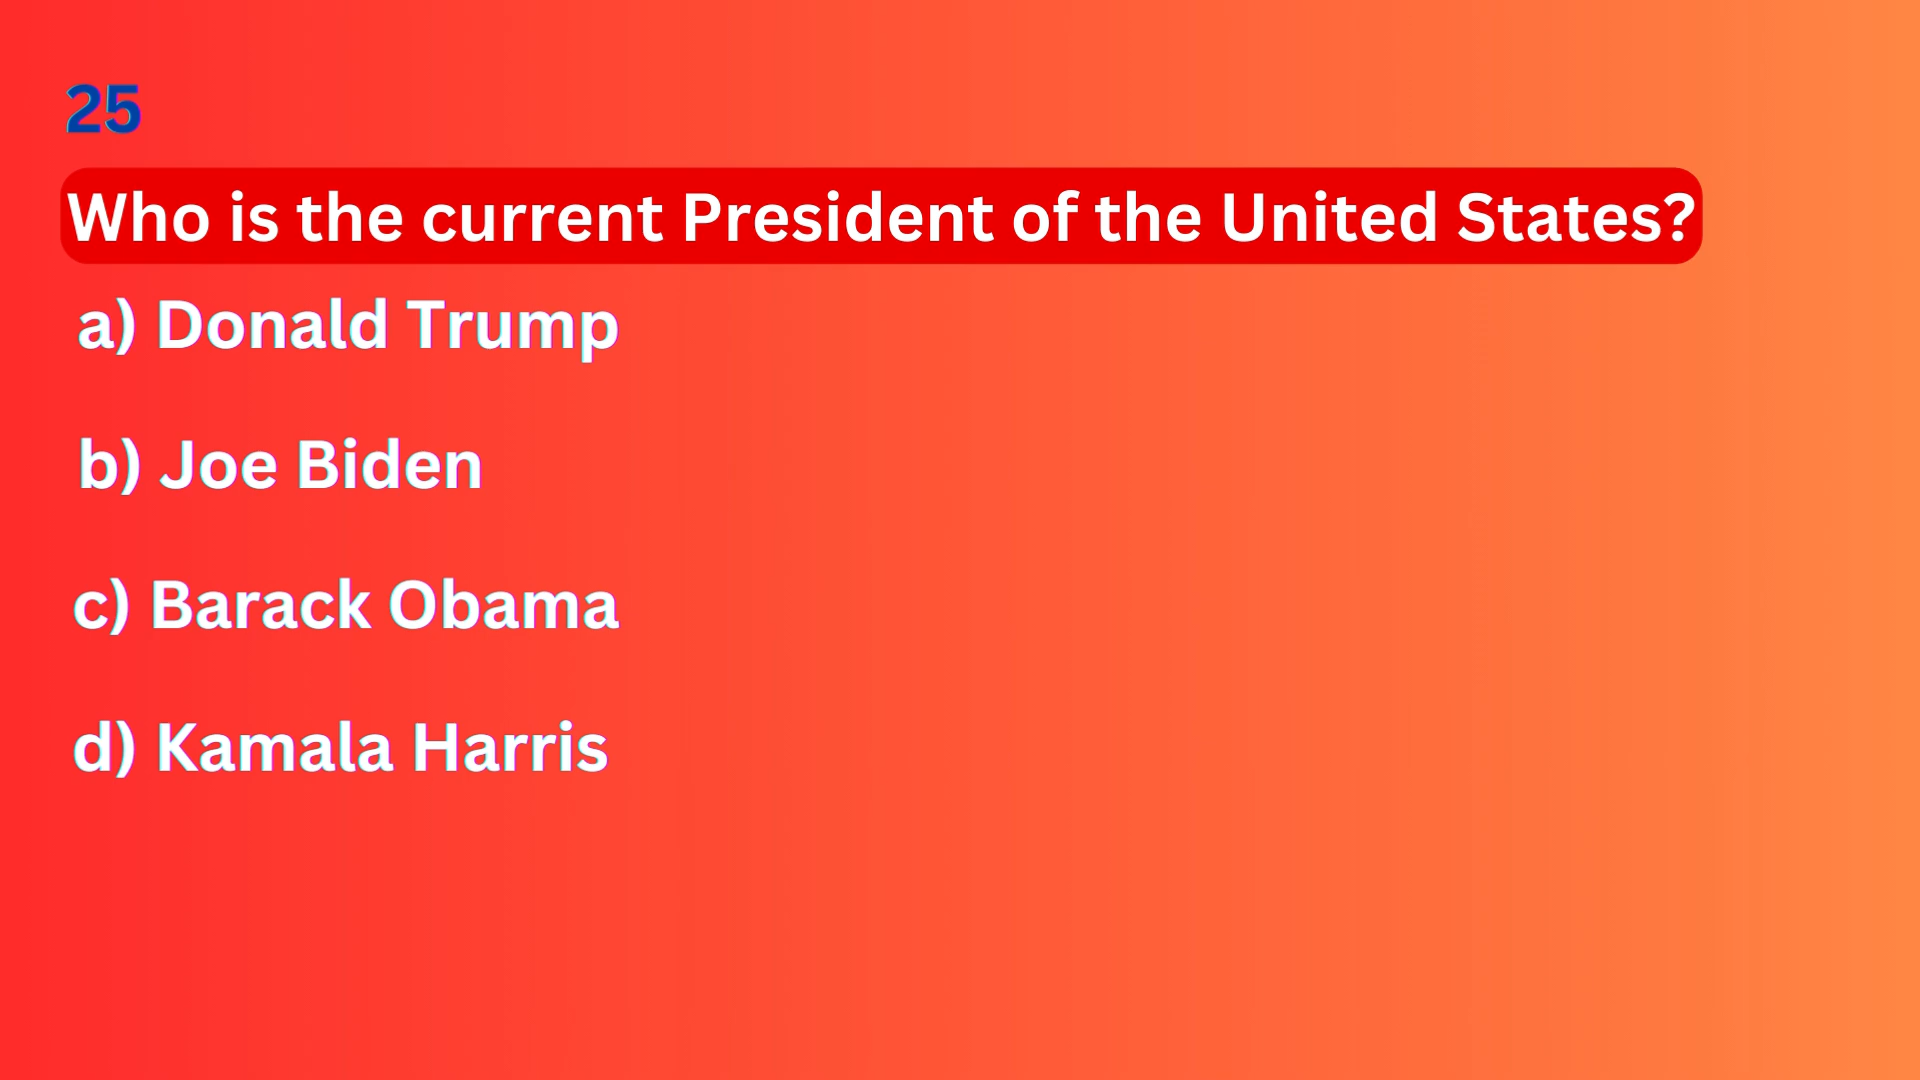 25
Who is the current President of the United States?
a) Donald Trump
b) Joe Biden
c) Barack Obama
d) Kamala Harris